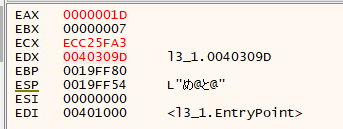 EAX 0000001D
EBX 00000007
ECX ECC25FA3
EDX 0040309D l3_1.0040309D
EBP 0019FF80
ESP 0019FF54 L"め@と@"
ESI 00000000
EDI 00401000 <l3_1.EntryPoint>